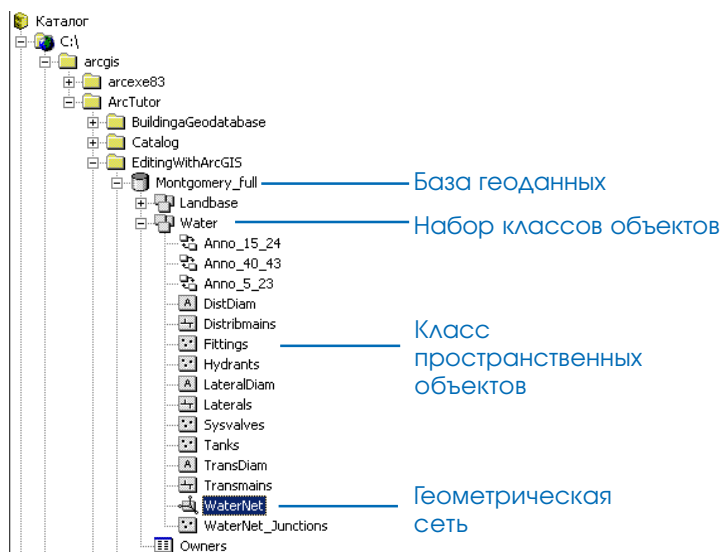 Каталог
C:\
arcgis
arcexe83
ArcTutor
BuildingaGeodatabase
Catalog
EditingWithArcGIS
Montgomery_full
База геоданных
Landbase
Water
Набор классов объектов
Anno_15_24
Anno_40_43
Anno_5_23
DistDiam
Distribmains
Fittings
Класс
пространственных
объектов
Hydrants
LateralDiam
Laterals
Sysvalves
Tanks
TransDiam
Transmains
WaterNet
Геометрическая
сеть
WaterNet_Junctions
Owners